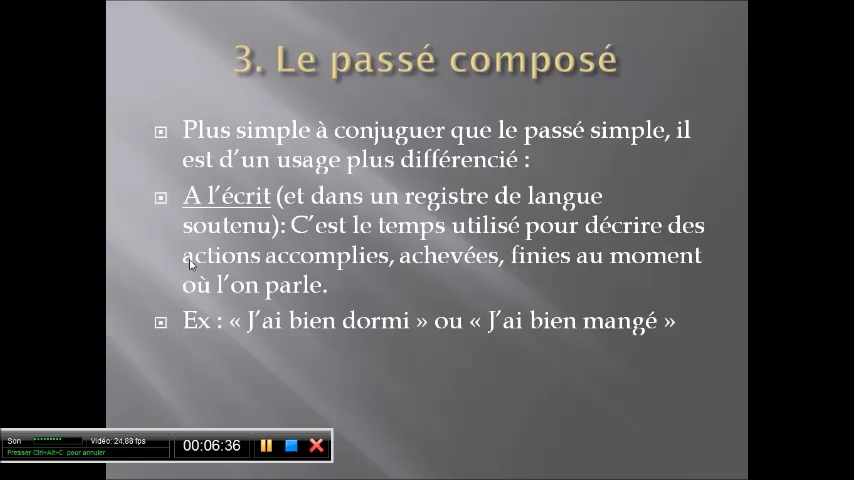 3. Le passé composé
Plus simple à conjuguer que le passé simple, il
est d’un usage plus différencié :
A l’écrit (et dans un registre de langue
soutenu): C’est le temps utilisé pour décrire des
actions accomplies, achevées, finies au moment
où l’on parle.
Ex : « J’ai bien dormi » ou « J’ai bien mangé »
Son
Vidéo: 24,88 fps
00:06:36
Presser Ctrl+Alt+C pour annuler